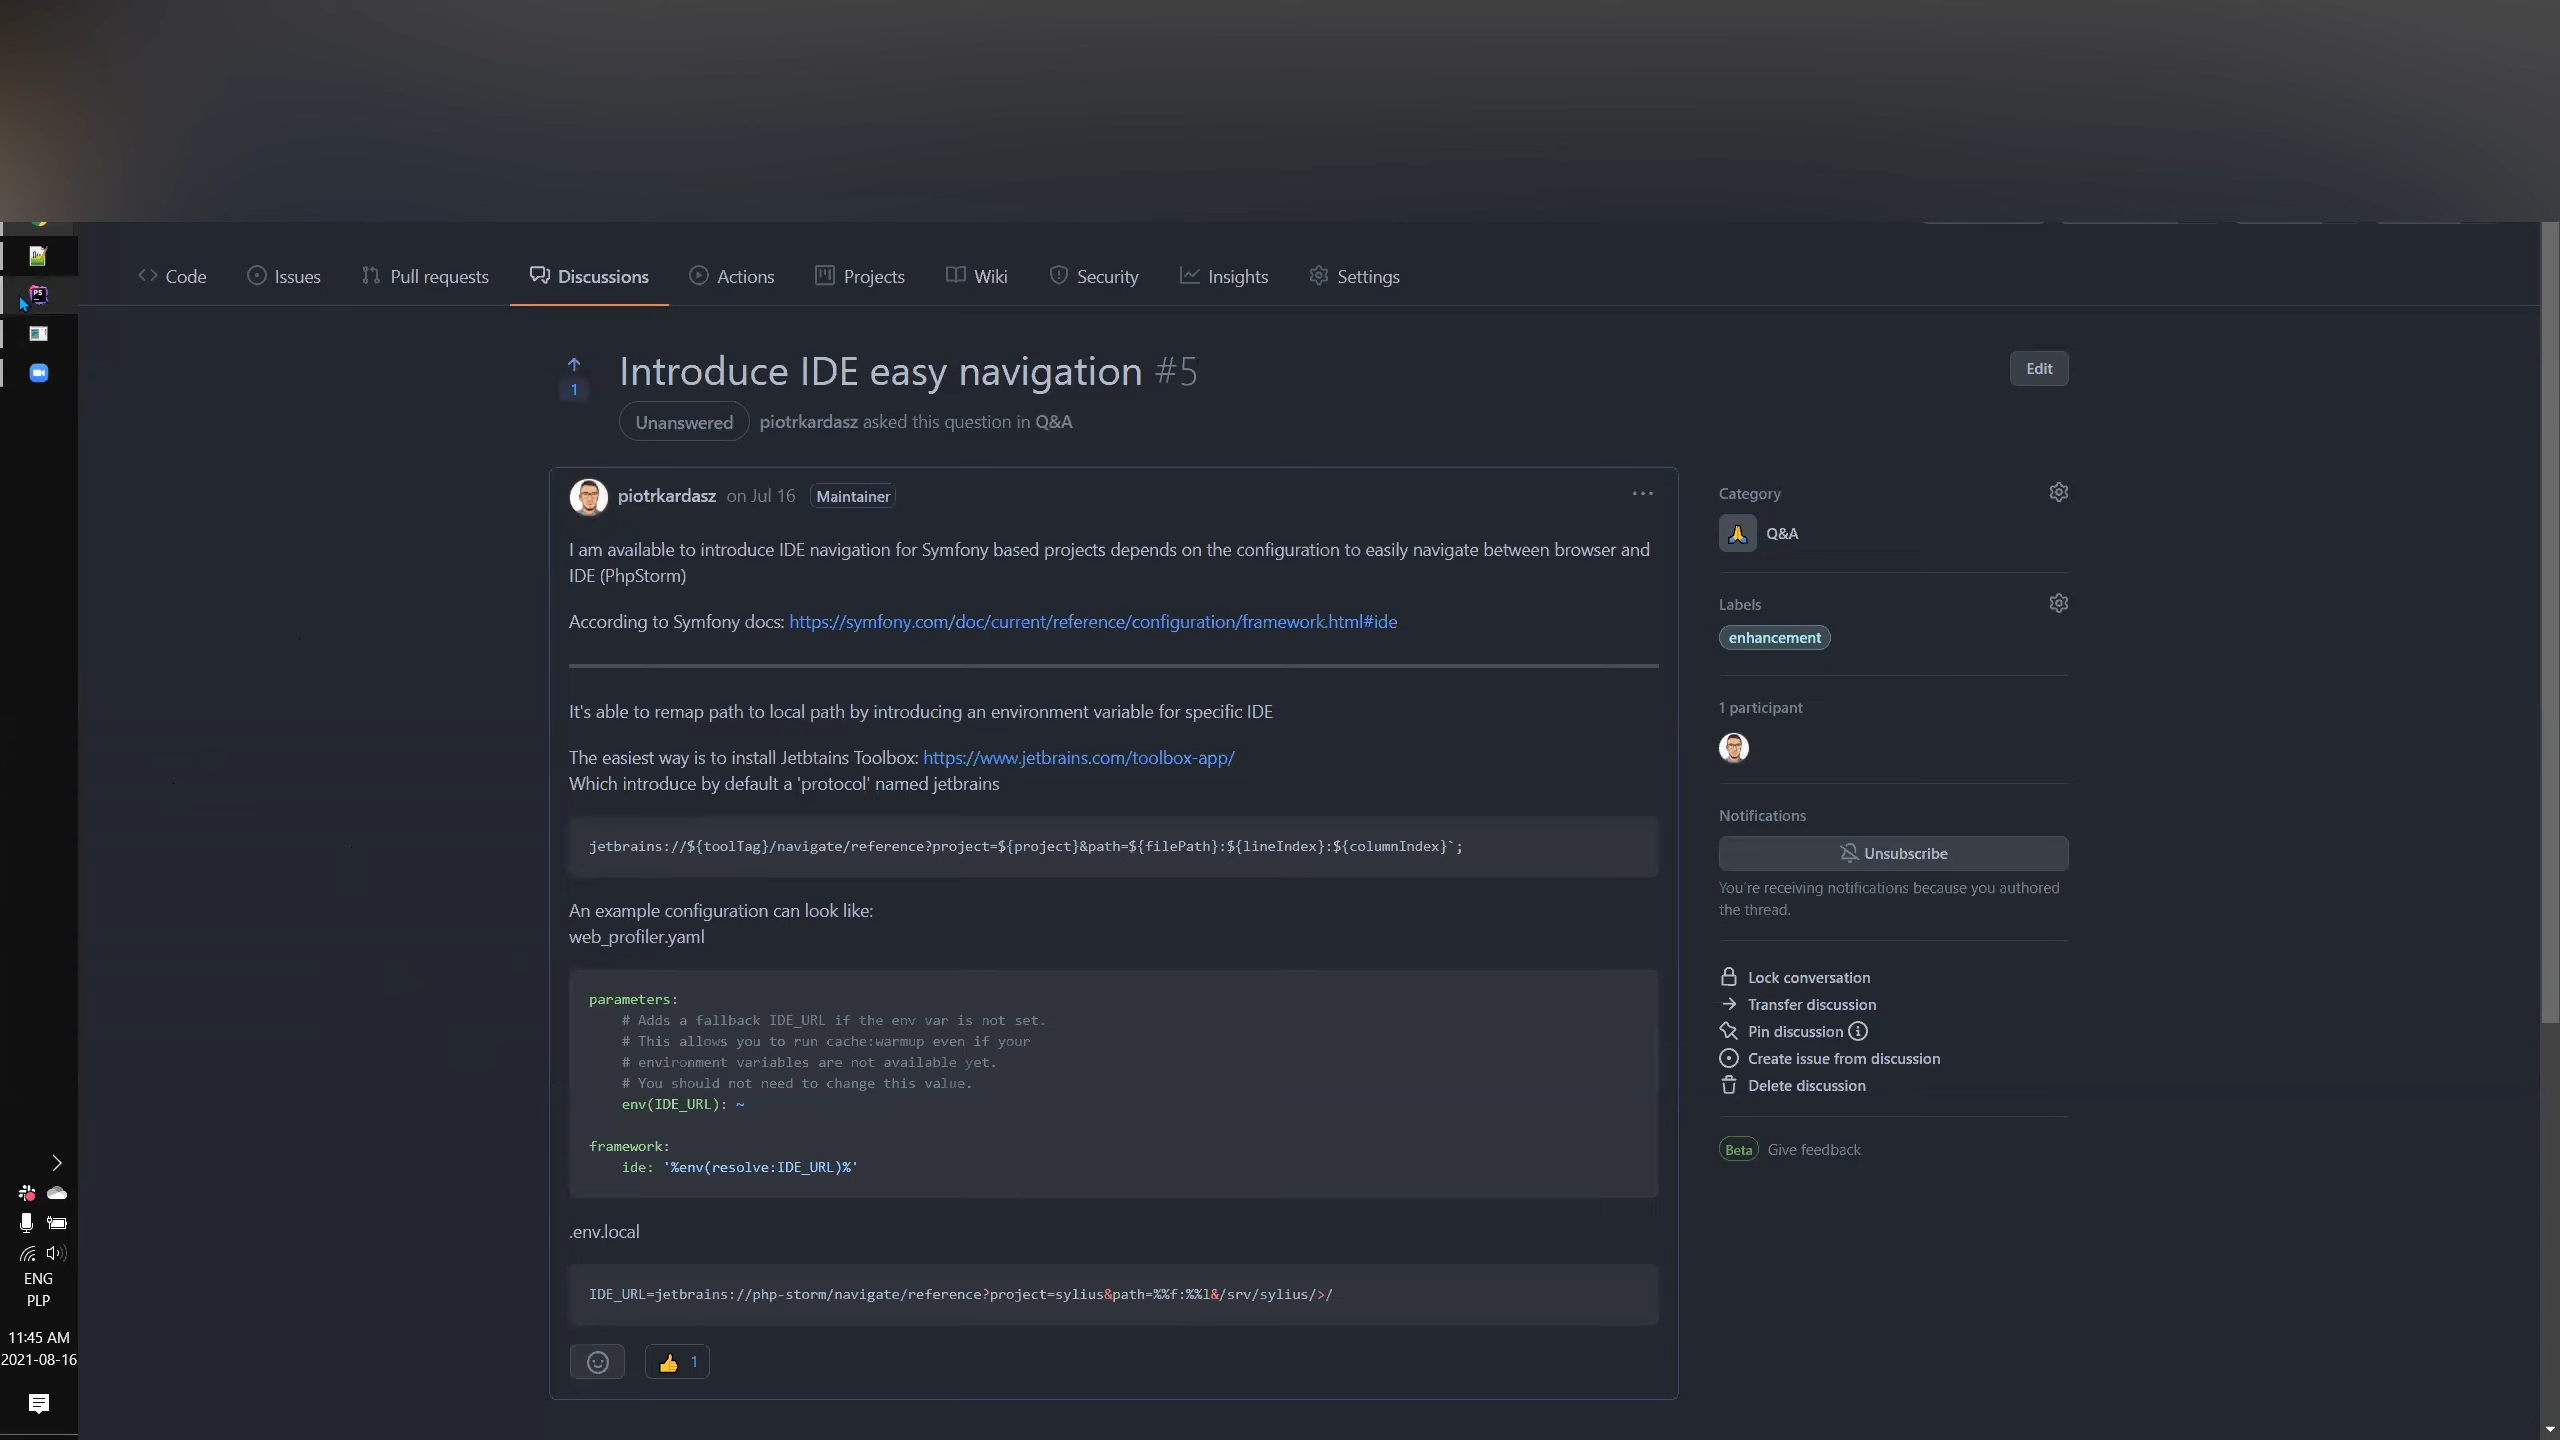 Code Issues Pull requests Discussions Actions Projects Wiki Security Insights Settings
Introduce IDE easy navigation #5
Edit
1
Unanswered piotrkardasz asked this question in Q&A
piotrkardasz on Jul 16 Maintainer
I am available to introduce IDE navigation for Symfony based projects depends on the configuration to easily navigate between browser and
IDE (PhpStorm)
According to Symfony docs: https://symfony.com/doc/current/reference/configuration/framework.html#ide
It's able to remap path to local path by introducing an environment variable for specific IDE
The easiest way is to install Jetbtains Toolbox: https://www.jetbrains.com/toolbox-app/
Which introduce by default a 'protocol' named jetbrains
jetbrains://${toolTag}/navigate/reference?project=${project}&path=${filePath}:${lineIndex}:${columnIndex}`;
An example configuration can look like:
web_profiler.yaml
parameters:
# Adds a fallback IDE_URL if the env var is not set.
# This allows you to run cache:warmup even if your
# environment variables are not available yet.
# You should not need to change this value.
env(IDE_URL): ~
framework:
ide: '%env(resolve:IDE_URL)%'
.env.local
IDE_URL=jetbrains://php-storm/navigate/reference?project=sylius&path=%%f:%%l&/srv/sylius/>/
1
Category
Q&A
Labels
enhancement
1 participant
Notifications
Unsubscribe
You're receiving notifications because you authored
the thread.
Lock conversation
Transfer discussion
Pin discussion
Create issue from discussion
Delete discussion
Beta Give feedback
PS
ENG
PLP
11:45 AM
2021-08-16